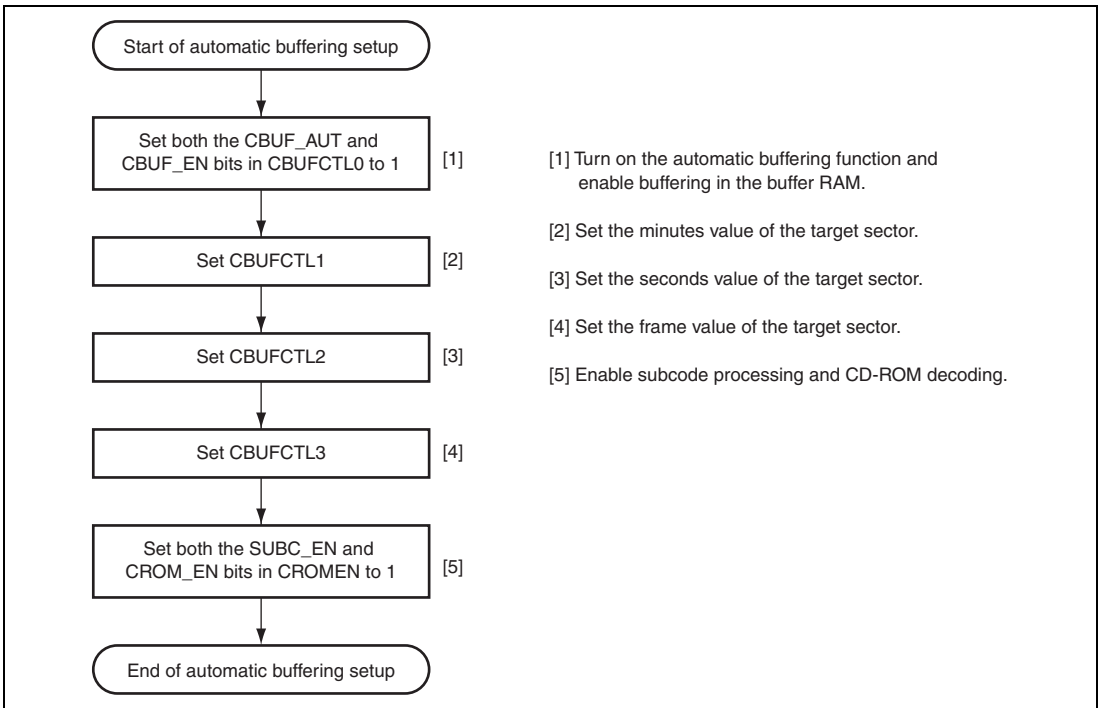 Start of automatic buffering setup
Set both the CBUF_AUT and
CBUF_EN bits in CBUFCTL0 to 1
[1]
Set CBUFCTL1
[2]
Set CBUFCTL2
[3]
Set CBUFCTL3
[4]
Set both the SUBC_EN and
CROM_EN bits in CROMEN to 1
[5]
End of automatic buffering setup
[1] Turn on the automatic buffering function and
enable buffering in the buffer RAM.
[2] Set the minutes value of the target sector.
[3] Set the seconds value of the target sector.
[4] Set the frame value of the target sector.
[5] Enable subcode processing and CD-ROM decoding.